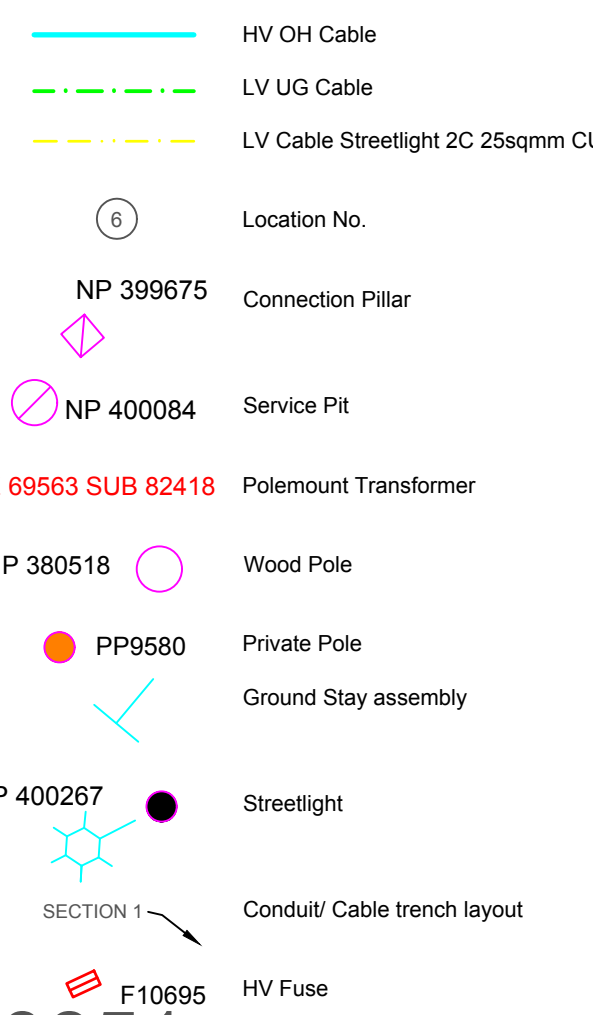 HV OH Cable
LV UG Cable
LV Cable Streetlight 2C 25sqmm
6 Location No.
NP 399675 Connection Pillar
NP 400084 Service Pit
69563 SUB 82418 Polemount Transformer
P 380518 Wood Pole
PP9580 Private Pole
Ground Stay assembly
400267 Streetlight
SECTION 1 Conduit/ Cable trench layout
F10695 HV Fuse